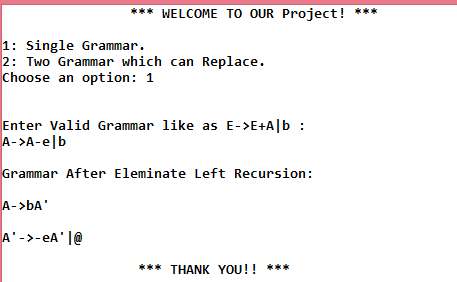 *** WELCOME TO OUR Project! ***
1: Single Grammar.
2: Two Grammar which can Replace.
Choose an option: 1
Enter Valid Grammar like as E->E+A|b :
A->A-e|b
Grammar After Eleminate Left Recursion:
A->bA'
A'->-eA'|@
*** THANK YOU!! ***